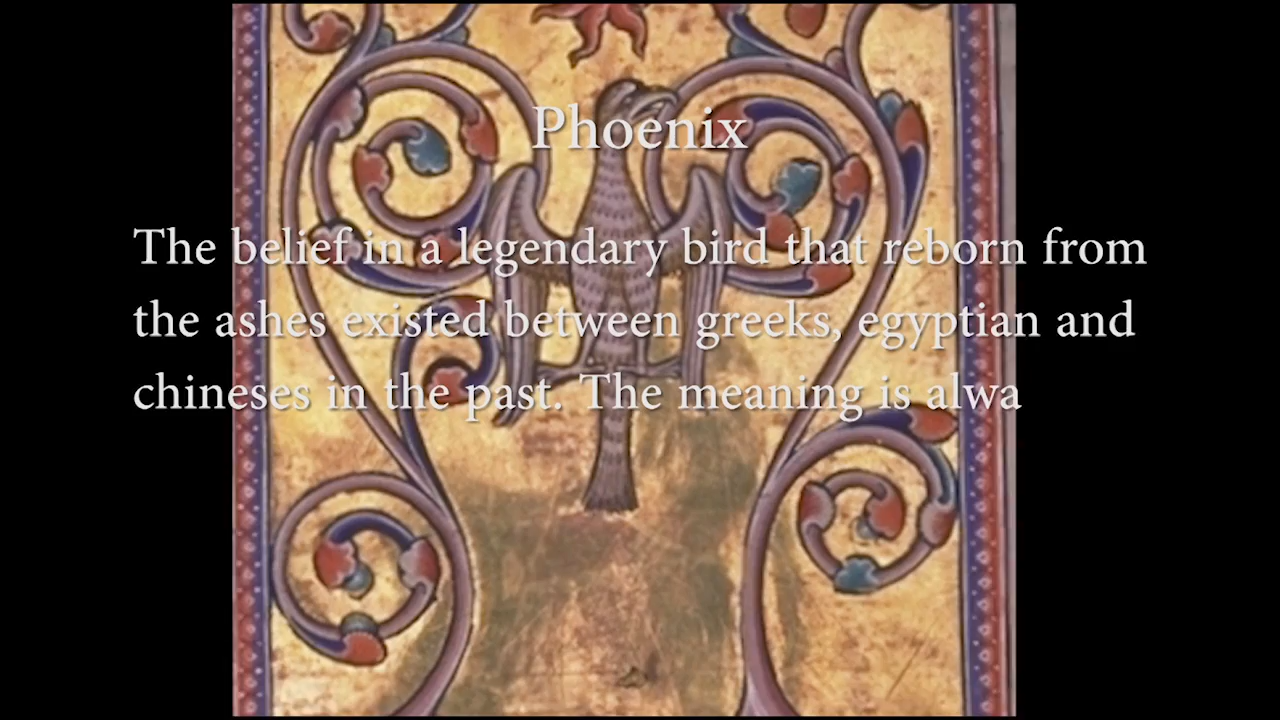 Phoenix
The belief in a legendary bird that reborn from
the ashes existed between greeks, egyptian and
chineses in the past. The meaning is alwa